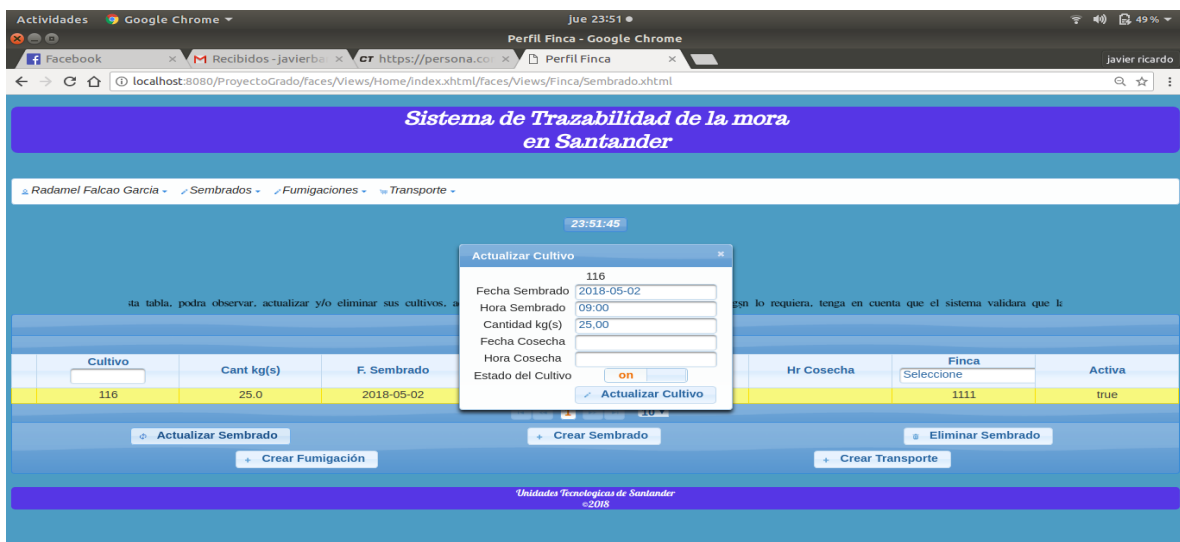 Actividades Google Chrome jue 23:51 49 %
Perfil Finca - Google Chrome
Facebook Recibidos - javierba https://persona.co Perfil Finca javier ricardo
localhost:8080/ProyectoGrado/faces/Views/Home/index.xhtml/faces/Views/Finca/Sembrado.xhtml
Sistema de Trazabilidad de la mora
en Santander
Radamel Falcao Garcia Sembrados Fumigaciones Transporte
23:51:45
Actualizar Cultivo
116
Fecha Sembrado 2018-05-02
Hora Sembrado 09:00
Cantidad kg(s) 25,00
Fecha Cosecha
Hora Cosecha
Estado del Cultivo on
Actualizar Cultivo
sta tabla, podra observar, actualizar y/o eliminar sus cultivos, lo requiera, tenga en cuenta que el sistema validara que
Cultivo Cant kg(s) F. Sembrado Hr Cosecha Finca Activa
Seleccione
116 25.0 2018-05-02 1111 true
1 10
Actualizar Sembrado Crear Sembrado Eliminar Sembrado
Crear Fumigación Crear Transporte
Unidades Tecnologicas de Santander
©2018